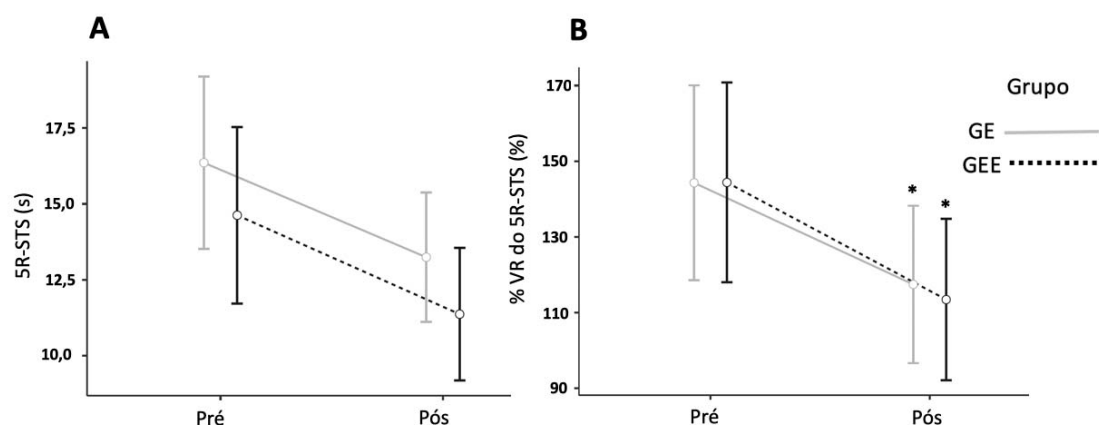 A
5R-STS (s)
17,5
15,0
12,5
10,0
Pré
Pós
B
% VR do 5R-STS (%)
170
150
130
110
90
*
*
Pré
Pós
Grupo
GE
GEE